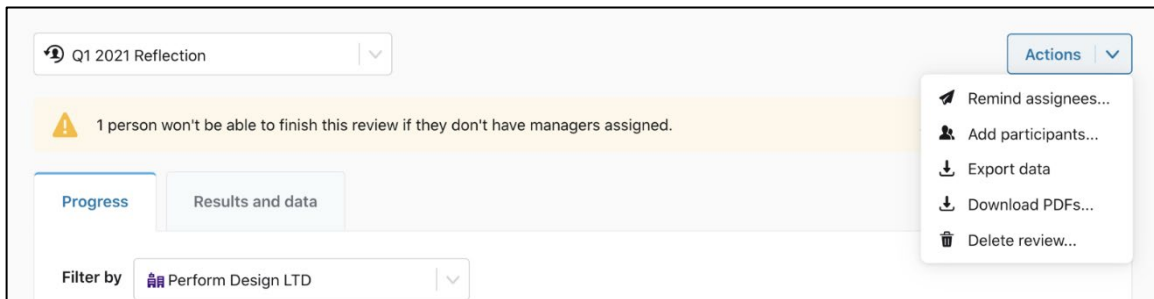 Q1 2021 Reflection
Actions
1 person won't be able to finish this review if they don't have managers assigned.
Remind assignees...
Add participants...
Export data
Download PDFs...
Delete review...
Progress
Results and data
Filter by
Perform Design LTD